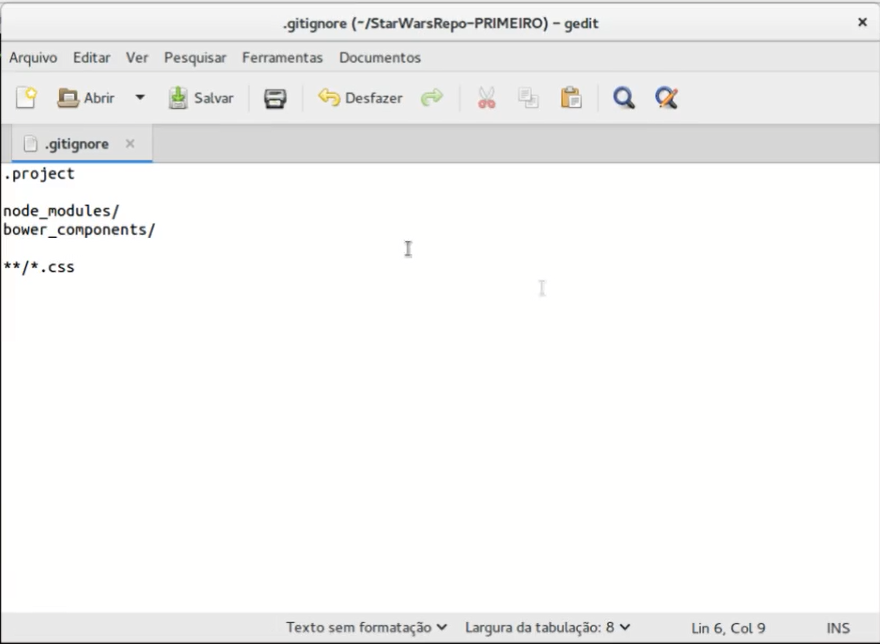 .gitignore (~/StarWarsRepo-PRIMEIRO) – gedit
Arquivo Editar Ver Pesquisar Ferramentas Documentos
Abrir Salvar Desfazer
.gitignore
.project
node_modules/
bower_components/
**/*.css
Texto sem formatação Largura da tabulação: 8 Lin 6, Col 9 INS